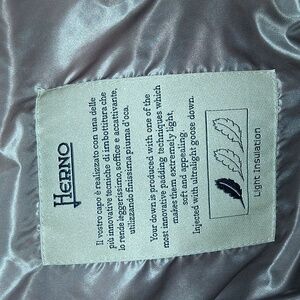 HERNO
Il vostro capo è realizzato con una delle
più innovative tecniche di imbottitura che
lo rende leggerissimo, soffice e accattivante,
utilizzando finissima piuma d'oca.
Your down is produced with one of the
most innovative padding techniques which
makes them extremely light,
soft and appealing.
Injected with ultralight goose down.
Light Insulation